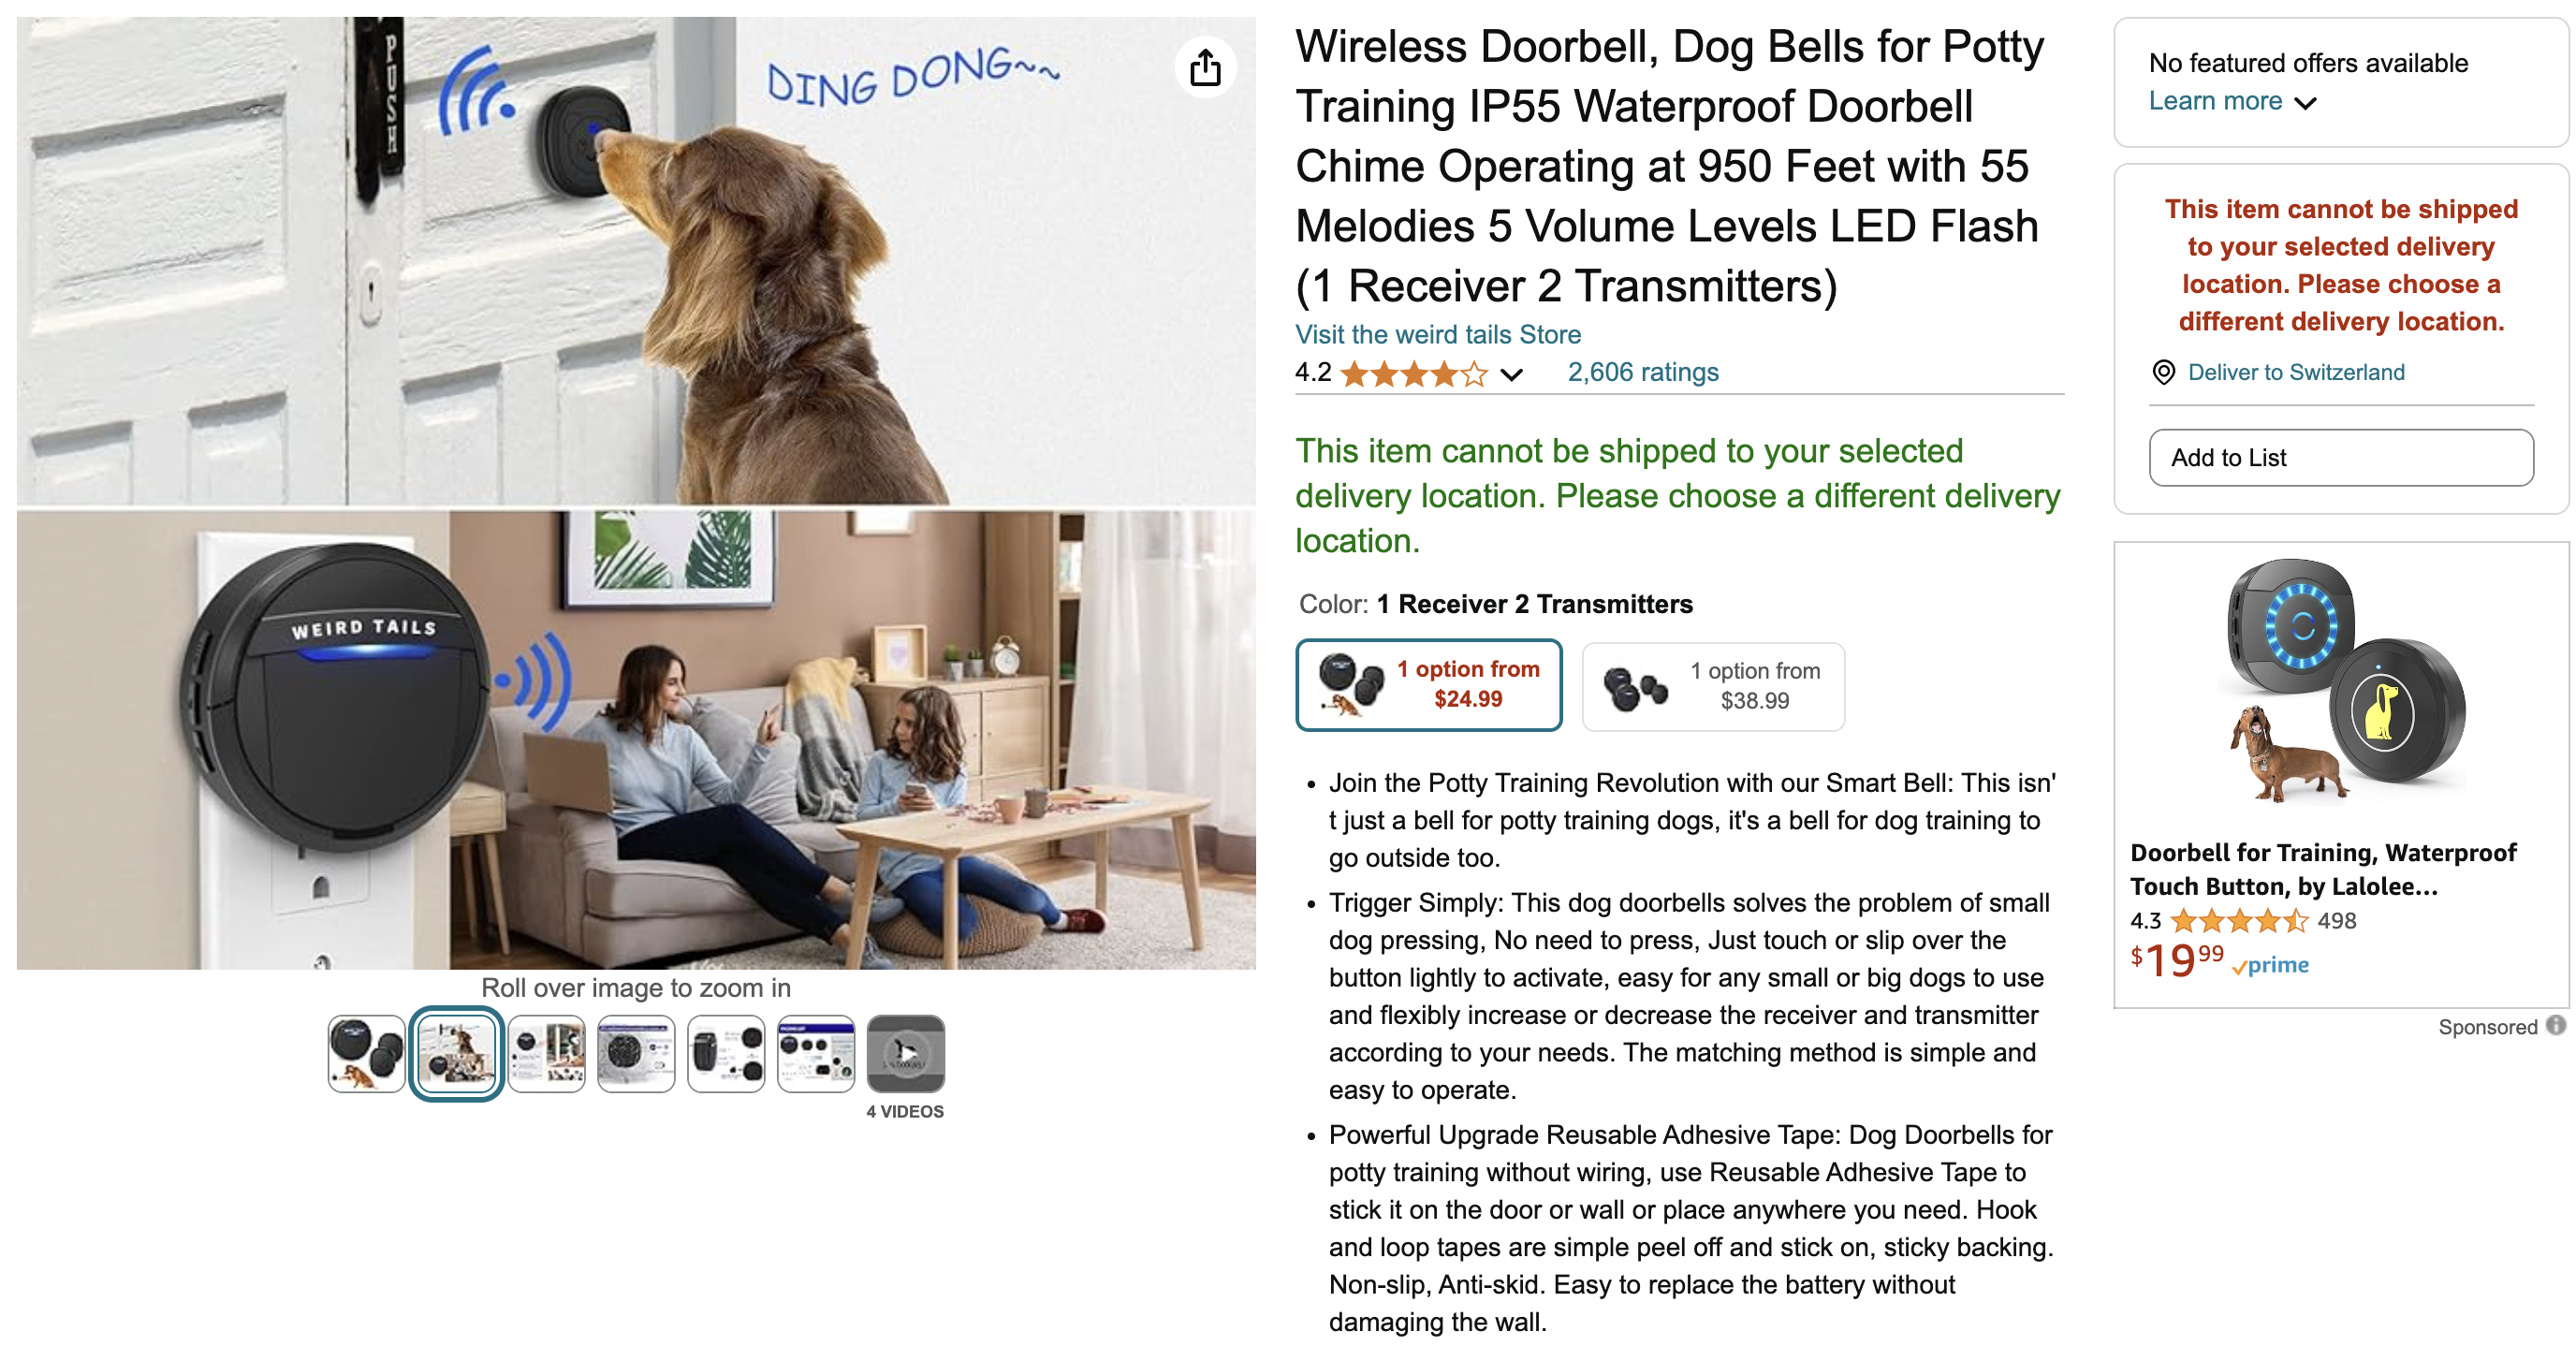 PUSH
DING DONG~~
WEIRD TAILS
Roll over image to zoom in
4 VIDEOS
Wireless Doorbell, Dog Bells for Potty
Training IP55 Waterproof Doorbell
Chime Operating at 950 Feet with 55
Melodies 5 Volume Levels LED Flash
(1 Receiver 2 Transmitters)
Visit the weird tails Store
4.2
2,606 ratings
This item cannot be shipped to your selected
delivery location. Please choose a different delivery
location.
Color: 1 Receiver 2 Transmitters
1 option from
$24.99
1 option from
$38.99
• Join the Potty Training Revolution with our Smart Bell: This isn'
t just a bell for potty training dogs, it's a bell for dog training to
go outside too.
• Trigger Simply: This dog doorbells solves the problem of small
dog pressing, No need to press, Just touch or slip over the
button lightly to activate, easy for any small or big dogs to use
and flexibly increase or decrease the receiver and transmitter
according to your needs. The matching method is simple and
easy to operate.
• Powerful Upgrade Reusable Adhesive Tape: Dog Doorbells for
potty training without wiring, use Reusable Adhesive Tape to
stick it on the door or wall or place anywhere you need. Hook
and loop tapes are simple peel off and stick on, sticky backing.
Non-slip, Anti-skid. Easy to replace the battery without
damaging the wall.
No featured offers available
Learn more
This item cannot be shipped
to your selected delivery
location. Please choose a
different delivery location.
Deliver to Switzerland
Add to List
Doorbell for Training, Waterproof
Touch Button, by Lalolee...
4.3
498
$19 99 prime
Sponsored